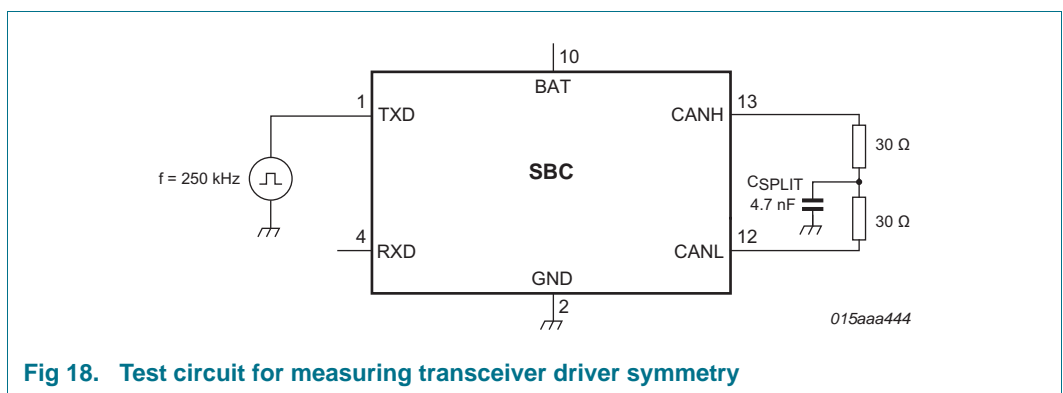 10
BAT
1
TXD
CANH
13
30 Ω
f = 250 kHz
SBC
CSPLIT
4.7 nF
30 Ω
4
RXD
CANL
12
GND
2
015aaa444
Fig 18. Test circuit for measuring transceiver driver symmetry